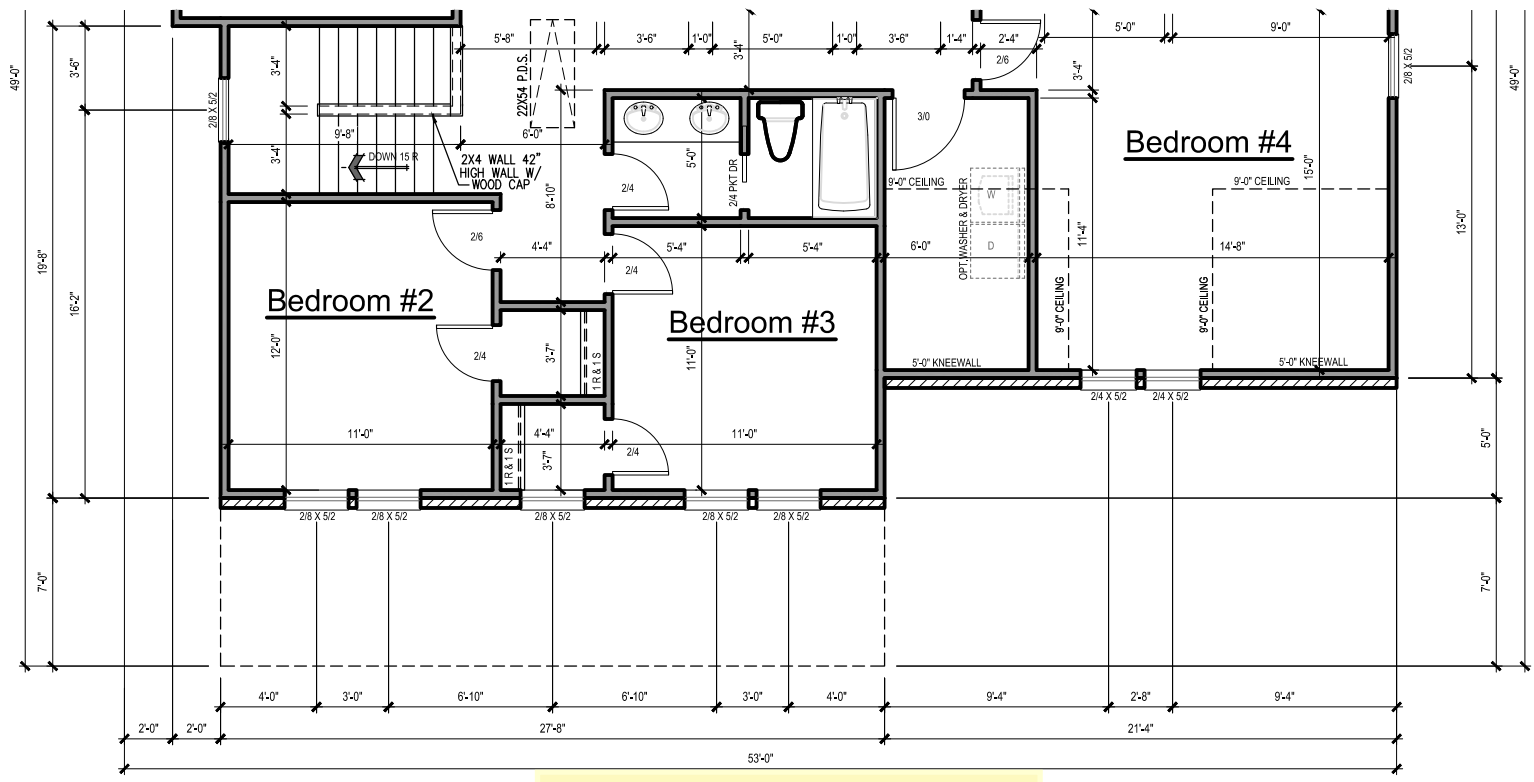 5'-8"
3'-6"
1'-0"
5'-0"
1'-0"
3'-6"
1'-4"
2'-4"
5'-0"
9'-0"
49'-0"
3'-6"
3'-4"
22X54 P.D.S.
3'-4"
2/6
3'-4"
2/8 X 5/2
49'-0"
2/8 X 5/2
9'-8"
6'-0"
3/0
Bedroom #4
3'-4"
DOWN 15 R
2X4 WALL 42"
HIGH WALL W/
WOOD CAP
8'-10"
2/4
5'-0"
2/4 PKT DR
9'-0" CEILING
9'-0" CEILING
15'-0"
W
D
OPT. WASHER & DRYER
2/6
4'-4"
5'-4"
5'-4"
6'-0"
11'-4"
14'-8"
13'-0"
19'-8"
16'-2"
2/4
Bedroom #2
Bedroom #3
9'-0" CEILING
9'-0" CEILING
12'-0"
2/4
3'-7"
1 R & 1 S
11'-0"
5'-0" KNEEWALL
5'-0" KNEEWALL
2/4 X 5/2
2/4 X 5/2
11'-0"
4'-4"
11'-0"
1 R & 1 S
3'-7"
2/4
5'-0"
2/8 X 5/2
2/8 X 5/2
2/8 X 5/2
2/8 X 5/2
2/8 X 5/2
7'-0"
7'-0"
4'-0"
3'-0"
6'-10"
6'-10"
3'-0"
4'-0"
9'-4"
2'-8"
9'-4"
2'-0"
2'-0"
27'-8"
21'-4"
53'-0"